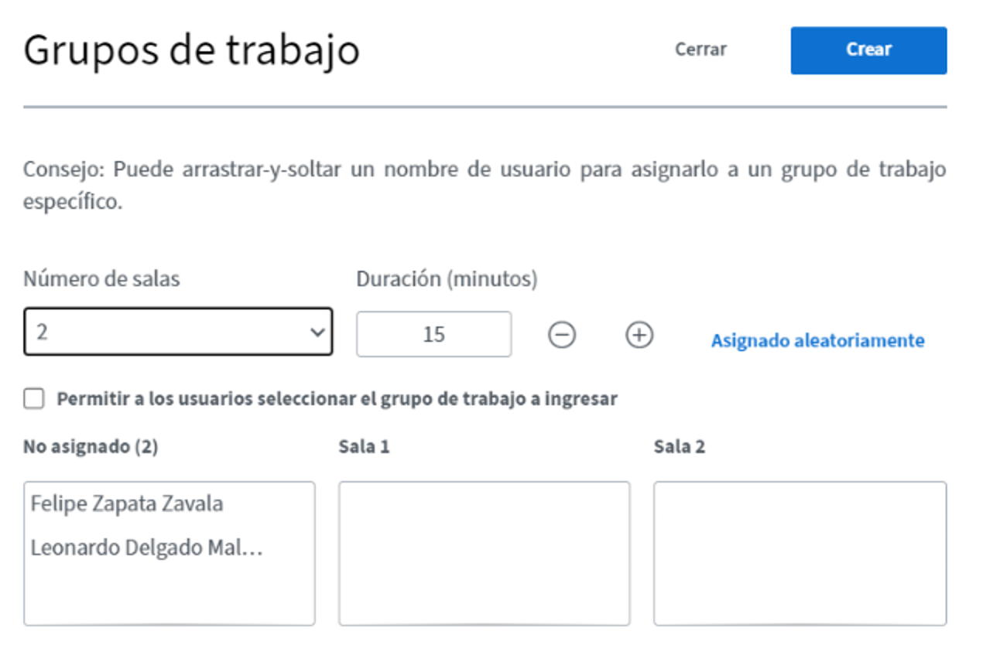 Grupos de trabajo
Cerrar
Crear
Consejo: Puede arrastrar-y-soltar un nombre de usuario para asignarlo a un grupo de trabajo
específico.
Número de salas
Duración (minutos)
2
15
Asignado aleatoriamente
Permitir a los usuarios seleccionar el grupo de trabajo a ingresar
No asignado (2)
Sala 1
Sala 2
Felipe Zapata Zavala
Leonardo Delgado Mal...